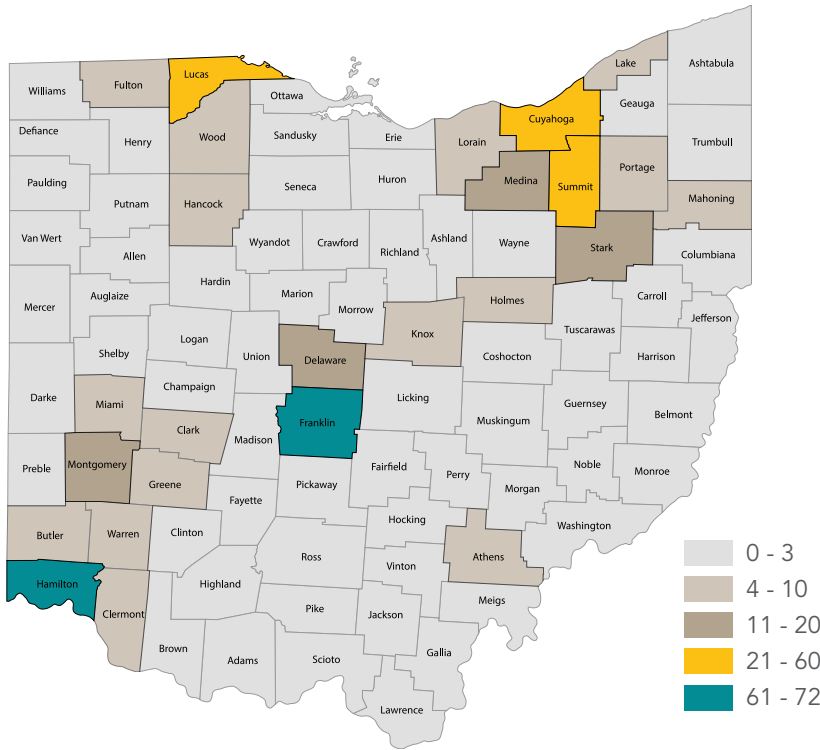 Lake
Ashtabula
Lucas
Fulton
Williams
Geauga
Ottawa
Cuyahoga
Defiance
Henry
Wood
Sandusky
Erie
Lorain
Trumbull
Portage
Medina
Summit
Paulding
Seneca
Huron
Mahoning
Putnam
Hancock
Van Wert
Wyandot
Crawford
Richland
Ashland
Wayne
Stark
Columbiana
Allen
Hardin
Marion
Mercer
Auglaize
Morrow
Holmes
Carroll
Jefferson
Knox
Tuscarawas
Logan
Shelby
Union
Delaware
Coshocton
Harrison
Champaign
Darke
Miami
Licking
Guernsey
Belmont
Franklin
Muskingum
Clark
Madison
Montgomery
Preble
Fairfield
Perry
Noble
Monroe
Greene
Pickaway
Morgan
Fayette
Hocking
Washington
Butler
Warren
Clinton
Ross
Athens
Vinton
Hamilton
Highland
Meigs
Clermont
Pike
Jackson
Brown
Adams
Scioto
Gallia
Lawrence
0 - 3
4 - 10
11 - 20
21 - 60
61 - 72